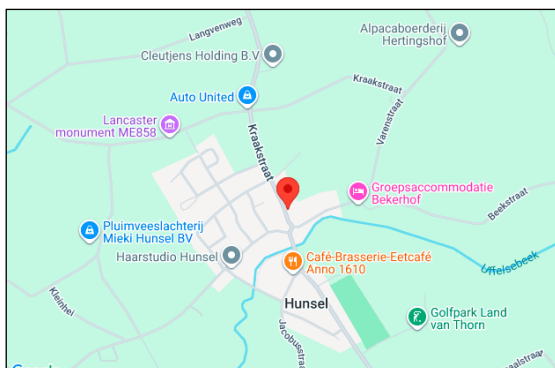 Langvenweg
Alpacaboerderij
Hertingshof
Cleutjens Holding B.V
Kraakstraat
Auto United
Varenstraat
Lancaster
monument ME858
Kraakstraat
Groepsaccommodatie
Bekerhof
Beekstraat
Pluimveeslachterij
Mieki Hunsel BV
Haarstudio Hunsel
Café-Brasserie-Eetcafé
Anno 1610
Uffelsebeek
Kleinhel
Hunsel
Golfpark Land
van Thorn
Jacobusstraat